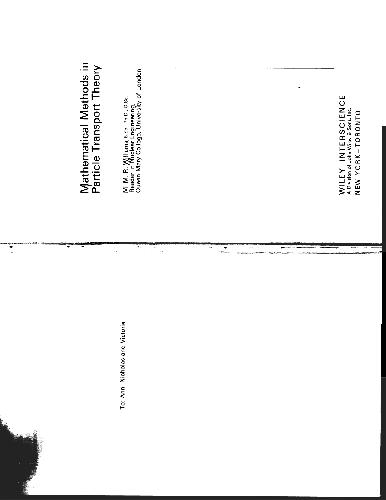 Mathematical Methods in
Particle Transport Theory
M. M. R. Williams
Reader in Nuclear Engineering,
Queen Mary College, University of London
WILEY INTERSCIENCE
A Division of John Wiley & Sons, Inc.
NEW YORK–TORONTO
To: Ann, Nicholas and Victoria